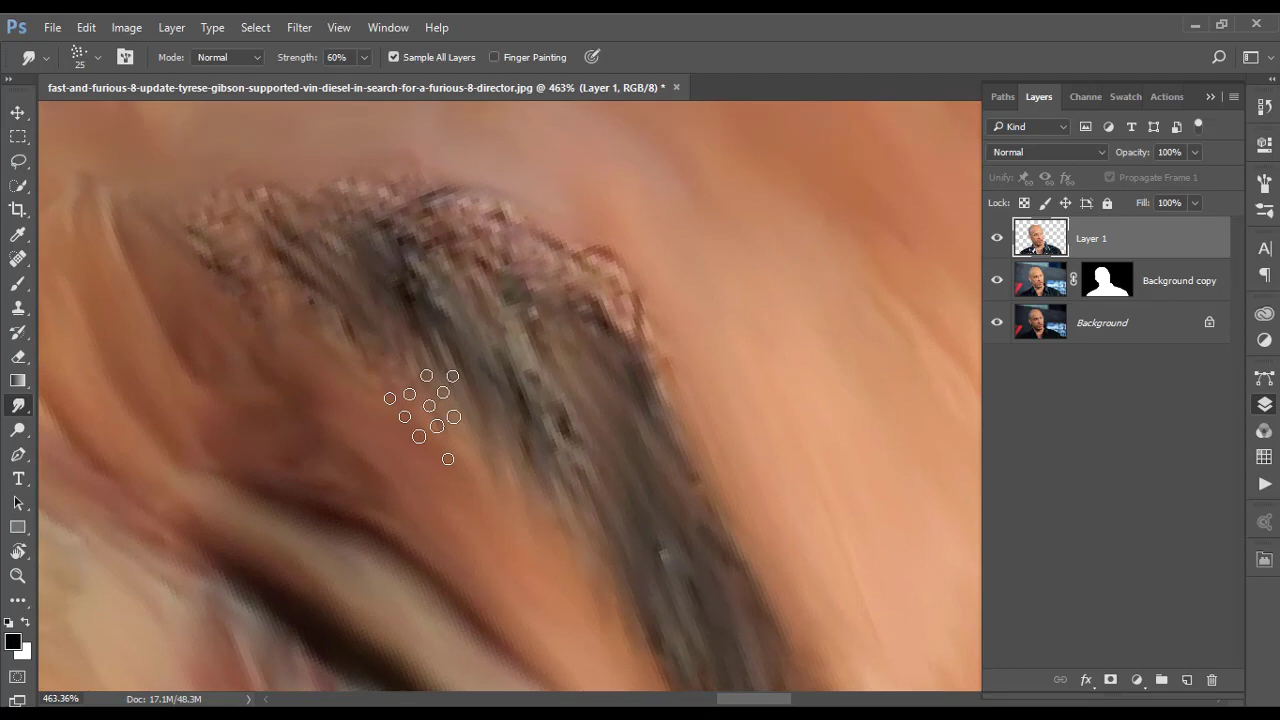 Ps File Edit Image Layer Type Select Filter View Window Help
25 Mode: Normal Strength: 60% Sample All Layers Finger Painting
fast-and-furious-8-update-tyrese-gibson-supported-vin-diesel-in-search-for-a-furious-8-director.jpg @ 463% (Layer 1, RGB/8) * ×
Paths Layers Channe Swatch Actions
Kind
Normal Opacity: 100%
Unify: Propagate Frame 1
Lock: Fill: 100%
Layer 1
Background copy
Background
463.36% Doc: 17.1M/48.3M